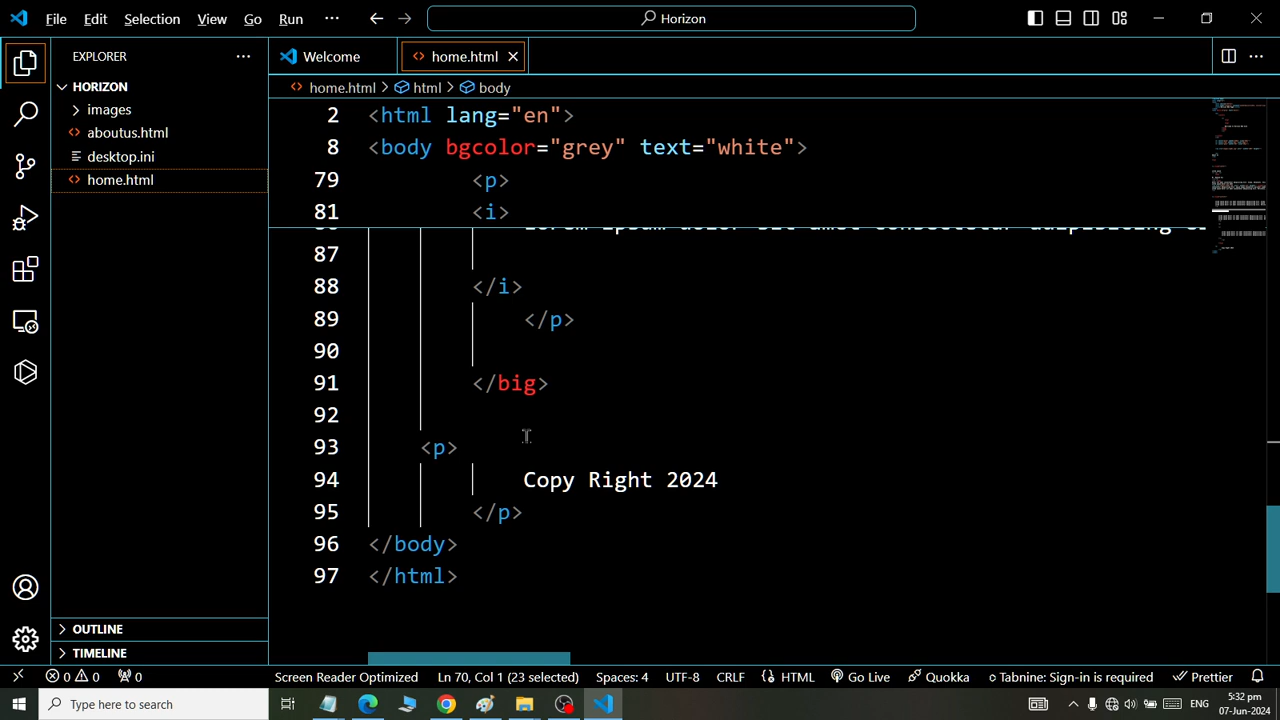 File Edit Selection View Go Run ··· Horizon
EXPLORER ···
Welcome
home.html
HORIZON
home.html > html > body
images
aboutus.html
desktop.ini
home.html
2 <html lang="en">
8 <body bgcolor="grey" text="white">
79 <p>
81 <i>
87
88 </i>
89 </p>
90
91 </big>
92
93 <p>
94 Copy Right 2024
95 </p>
96 </body>
97 </html>
OUTLINE
TIMELINE
0 0 0 Screen Reader Optimized Ln 70, Col 1 (23 selected) Spaces: 4 UTF-8 CRLF HTML Go Live Quokka Tabnine: Sign-in is required Prettier
Type here to search
ENG
5:32 pm
07-Jun-2024